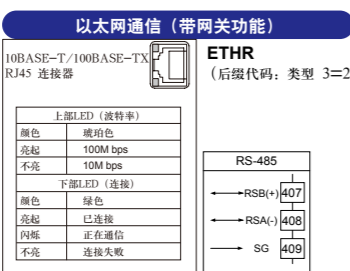 以太网通信（带网关功能）
10BASE-T/100BASE-TX
RJ45 连接器
ETHR
（后缀代码：类型 3=2
上部LED（波特率）
颜色 琥珀色
亮起 100M bps
不亮 10M bps
下部LED（连接）
颜色 绿色
亮起 已连接
闪烁 正在通信
不亮 连接失败
RS-485
RSB(+) 407
RSA(-) 408
SG 409